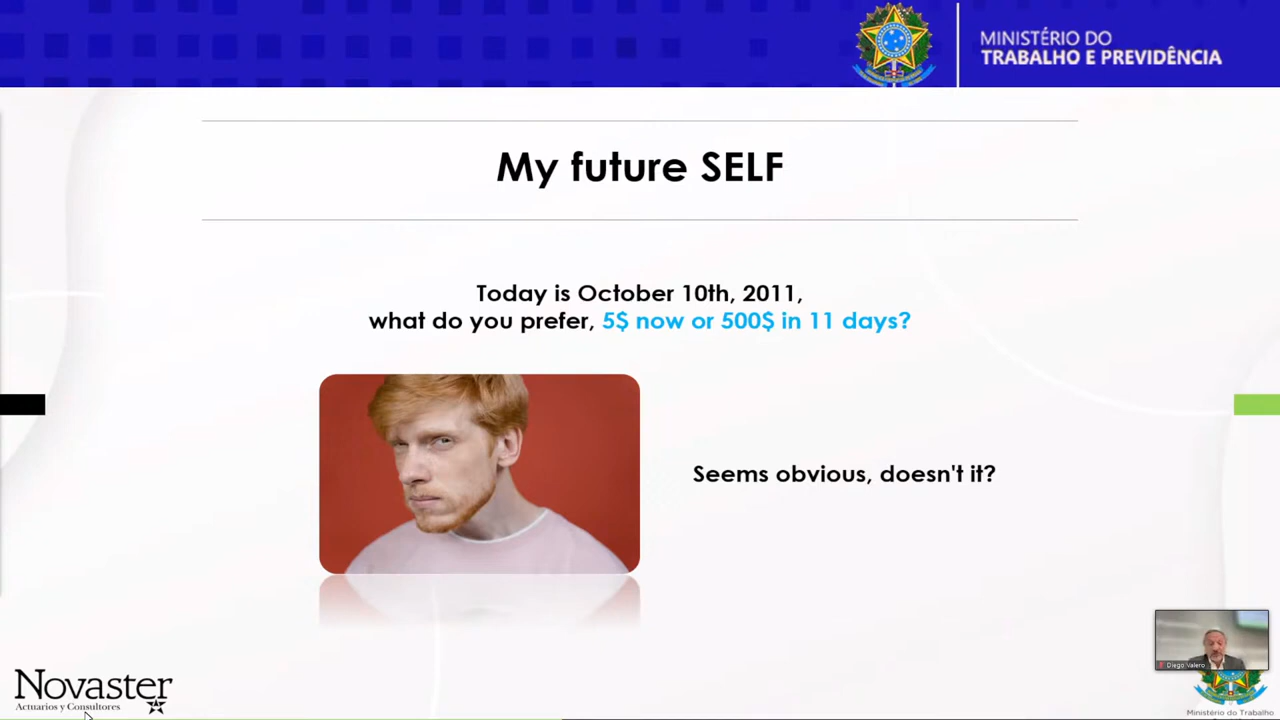 MINISTÉRIO DO
TRABALHO E PREVIDÊNCIA
My future SELF
Today is October 10th, 2011,
what do you prefer, 5$ now or 500$ in 11 days?
Seems obvious, doesn't it?
Diego Valero
Novaster
Actuarios y Consultores
Ministério do Trabalho